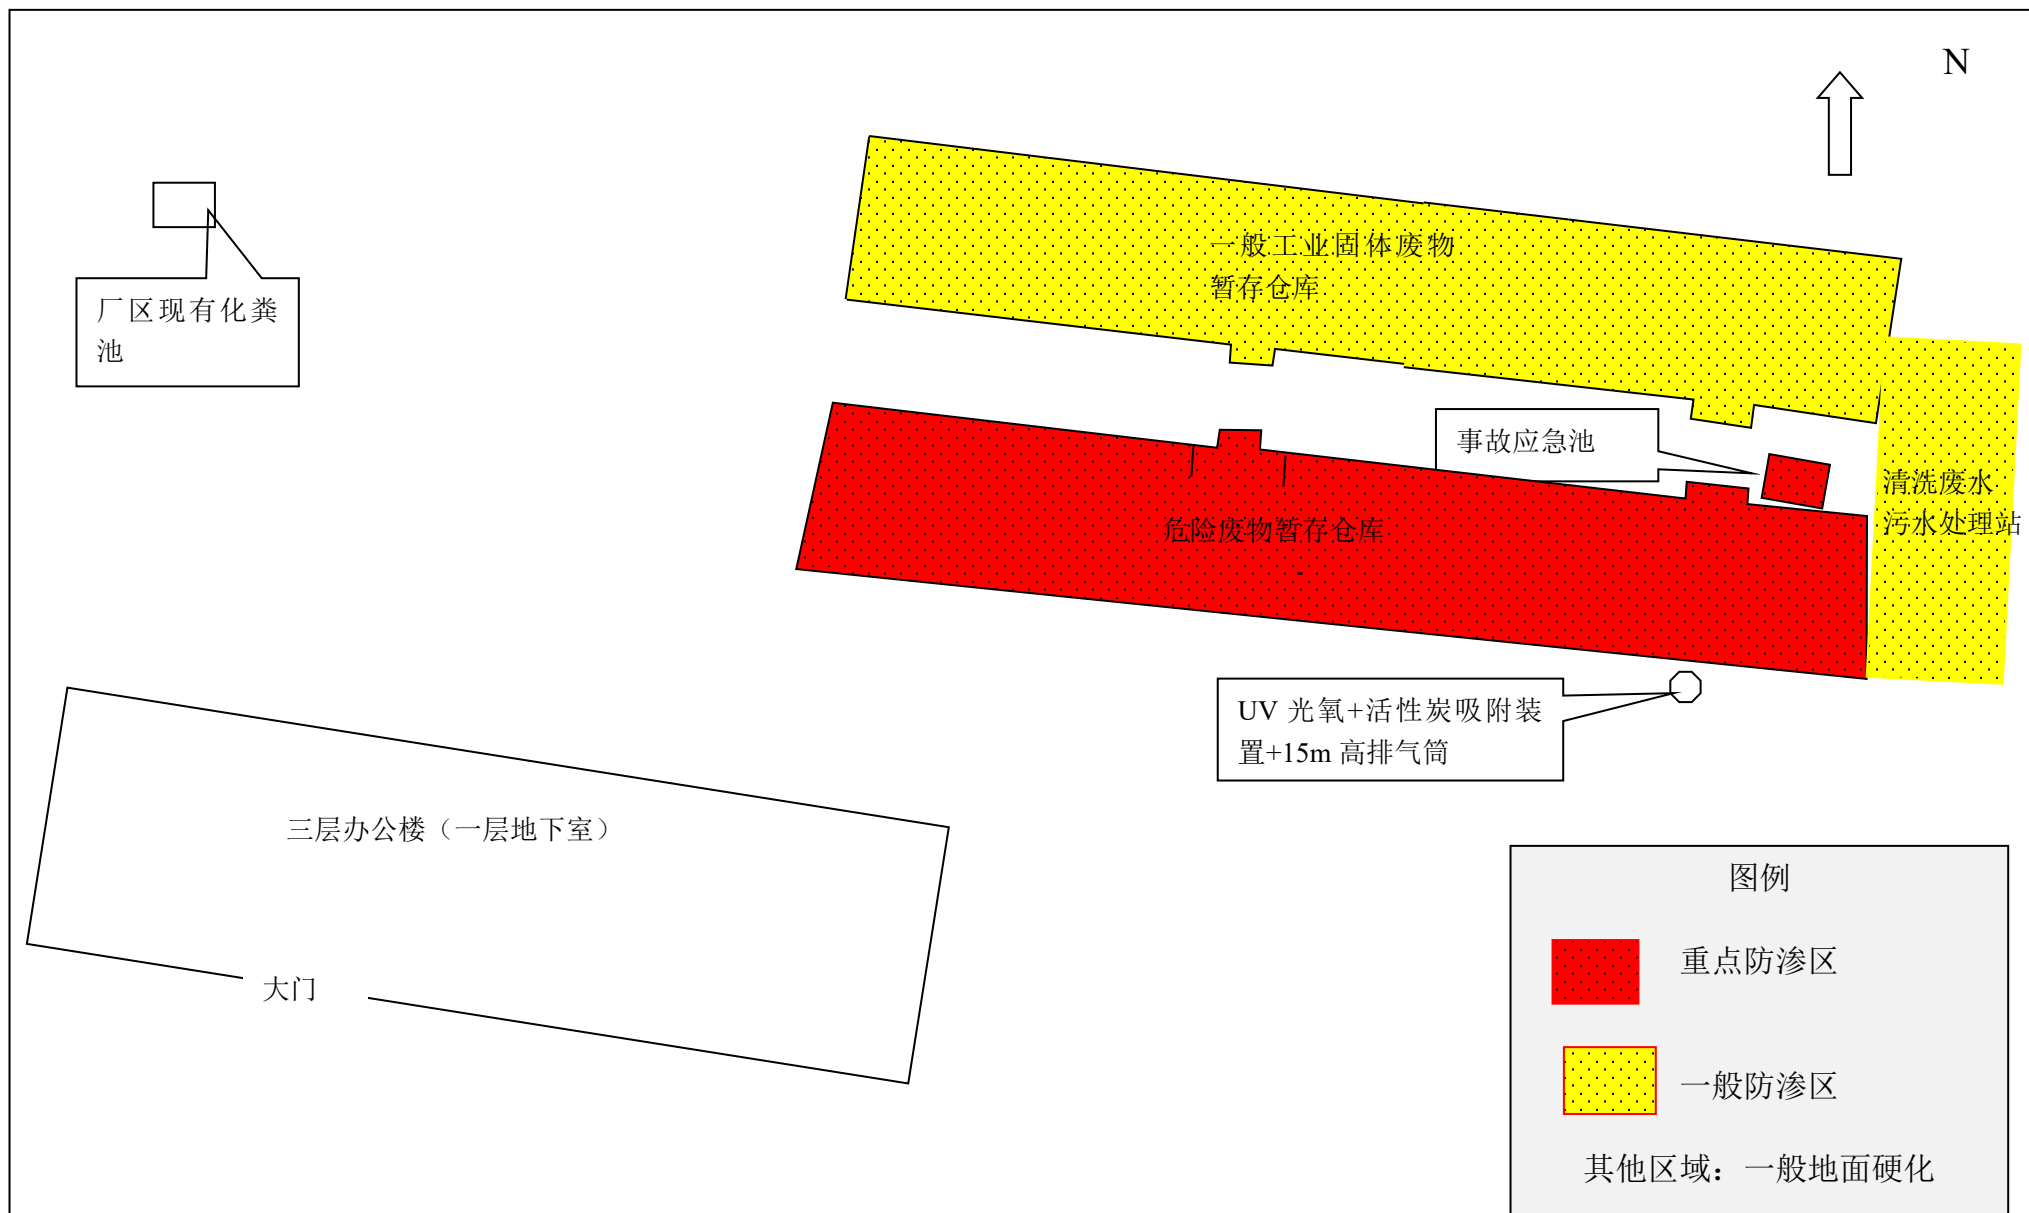 N
一般工业固体废物
暂存仓库
厂区现有化粪
池
事故应急池
清洗废水
污水处理站
危险废物暂存仓库
UV 光氧+活性炭吸附装
置+15m 高排气筒
三层办公楼（一层地下室）
大门
图例
重点防渗区
一般防渗区
其他区域：一般地面硬化